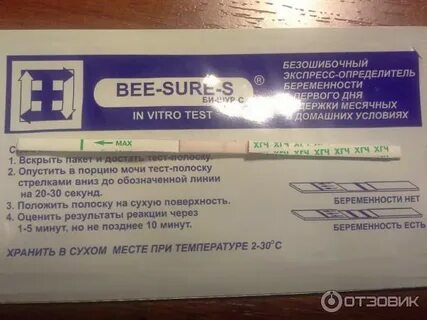 BEE-SURE-S ®
БИ-ШУР С
IN VITRO TEST
БЕЗОШИБОЧНЫЙ
ЭКСПРЕСС-ОПРЕДЕЛИТЕЛЬ
БЕРЕМЕННОСТИ
ПЕРВОГО ДНЯ
ДЕРЖКИ МЕСЯЧНЫХ
ДОМАШНИХ УСЛОВИЯХ
MAX
ХГЧ ХГЧ ХГЧ ХГЧ ХГЧ
1. Вскрыть пакет и достать тест-полоску
2. Опустить в порцию мочи тест-полоску
стрелками вниз до обозначенной линии
на 20-30 секунд.
3. Положить полоску на сухую поверхность.
4. Оценить результаты реакции через
1-5 минут, но не позднее 10 минут.
БЕРЕМЕННОСТИ НЕТ
БЕРЕМЕННОСТЬ ЕСТЬ
ХРАНИТЬ В СУХОМ МЕСТЕ ПРИ ТЕМПЕРАТУРЕ 2-30°С
ОТЗОВИК